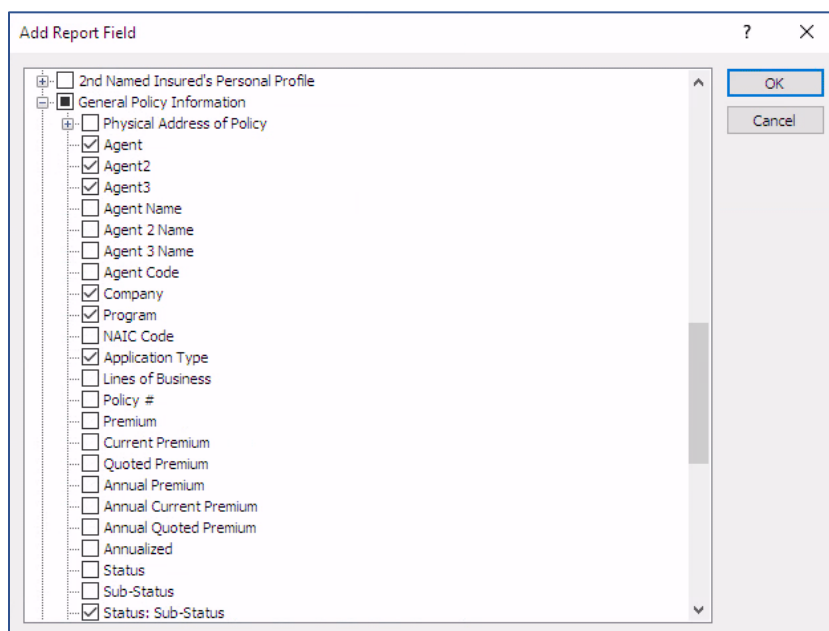 Add Report Field
2nd Named Insured's Personal Profile
General Policy Information
Physical Address of Policy
Agent
Agent2
Agent3
Agent Name
Agent 2 Name
Agent 3 Name
Agent Code
Company
Program
NAIC Code
Application Type
Lines of Business
Policy #
Premium
Current Premium
Quoted Premium
Annual Premium
Annual Current Premium
Annual Quoted Premium
Annualized
Status
Sub-Status
Status: Sub-Status
OK
Cancel